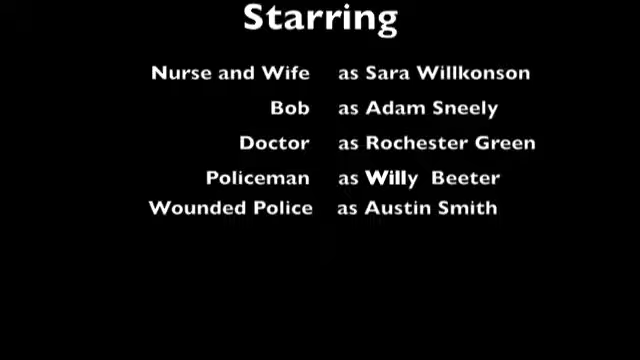 Starring
Nurse and Wife as Sara Willkonson
Bob as Adam Sneely
Doctor as Rochester Green
Policeman as Willy Beeter
Wounded Police as Austin Smith